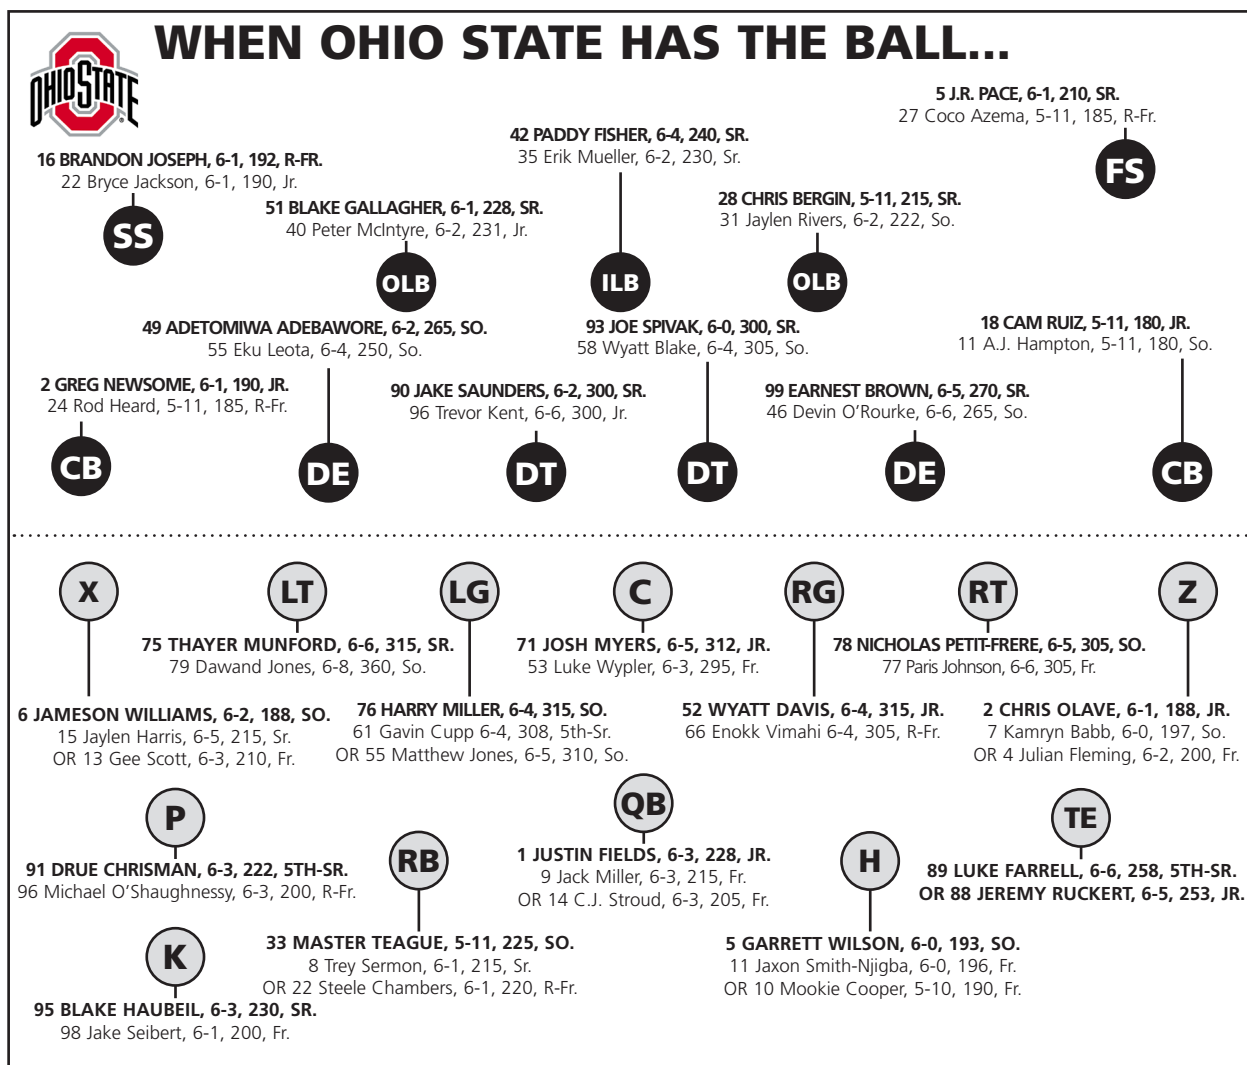 OHIO STATE
WHEN OHIO STATE HAS THE BALL...
5 J.R. PACE, 6-1, 210, SR.
27 Coco Azema, 5-11, 185, R-Fr.
FS
42 PADDY FISHER, 6-4, 240, SR.
35 Erik Mueller, 6-2, 230, Sr.
ILB
16 BRANDON JOSEPH, 6-1, 192, R-FR.
22 Bryce Jackson, 6-1, 190, Jr.
SS
51 BLAKE GALLAGHER, 6-1, 228, SR.
40 Peter McIntyre, 6-2, 231, Jr.
OLB
28 CHRIS BERGIN, 5-11, 215, SR.
31 Jaylen Rivers, 6-2, 222, So.
OLB
49 ADETOMIWA ADEBAWORE, 6-2, 265, SO.
55 Eku Leota, 6-4, 250, So.
DE
93 JOE SPIVAK, 6-0, 300, SR.
58 Wyatt Blake, 6-4, 305, So.
DT
18 CAM RUIZ, 5-11, 180, JR.
11 A.J. Hampton, 5-11, 180, So.
CB
2 GREG NEWSOME, 6-1, 190, JR.
24 Rod Heard, 5-11, 185, R-Fr.
CB
90 JAKE SAUNDERS, 6-2, 300, SR.
96 Trevor Kent, 6-6, 300, Jr.
DT
99 EARNEST BROWN, 6-5, 270, SR.
46 Devin O'Rourke, 6-6, 265, So.
DE
X
LT
LG
C
RG
RT
Z
75 THAYER MUNFORD, 6-6, 315, SR.
79 Dawand Jones, 6-8, 360, So.
71 JOSH MYERS, 6-5, 312, JR.
53 Luke Wypler, 6-3, 295, Fr.
78 NICHOLAS PETIT-FRERE, 6-5, 305, SO.
77 Paris Johnson, 6-6, 305, Fr.
6 JAMESON WILLIAMS, 6-2, 188, SO.
15 Jaylen Harris, 6-5, 215, Sr.
OR 13 Gee Scott, 6-3, 210, Fr.
76 HARRY MILLER, 6-4, 315, SO.
61 Gavin Cupp 6-4, 308, 5th-Sr.
OR 55 Matthew Jones, 6-5, 310, So.
52 WYATT DAVIS, 6-4, 315, JR.
66 Enokk Vimahi 6-4, 305, R-Fr.
2 CHRIS OLAVE, 6-1, 188, JR.
7 Kamryn Babb, 6-0, 197, So.
OR 4 Julian Fleming, 6-2, 200, Fr.
P
91 DRUE CHRISMAN, 6-3, 222, 5TH-SR.
96 Michael O'Shaughnessy, 6-3, 200, R-Fr.
QB
1 JUSTIN FIELDS, 6-3, 228, JR.
9 Jack Miller, 6-3, 215, Fr.
OR 14 C.J. Stroud, 6-3, 205, Fr.
TE
89 LUKE FARRELL, 6-6, 258, 5TH-SR.
OR 88 JEREMY RUCKERT, 6-5, 253, JR.
RB
33 MASTER TEAGUE, 5-11, 225, SO.
8 Trey Sermon, 6-1, 215, Sr.
OR 22 Steele Chambers, 6-1, 220, R-Fr.
H
5 GARRETT WILSON, 6-0, 193, SO.
11 Jaxon Smith-Njigba, 6-0, 196, Fr.
OR 10 Mookie Cooper, 5-10, 190, Fr.
K
95 BLAKE HAUBEIL, 6-3, 230, SR.
98 Jake Seibert, 6-1, 200, Fr.